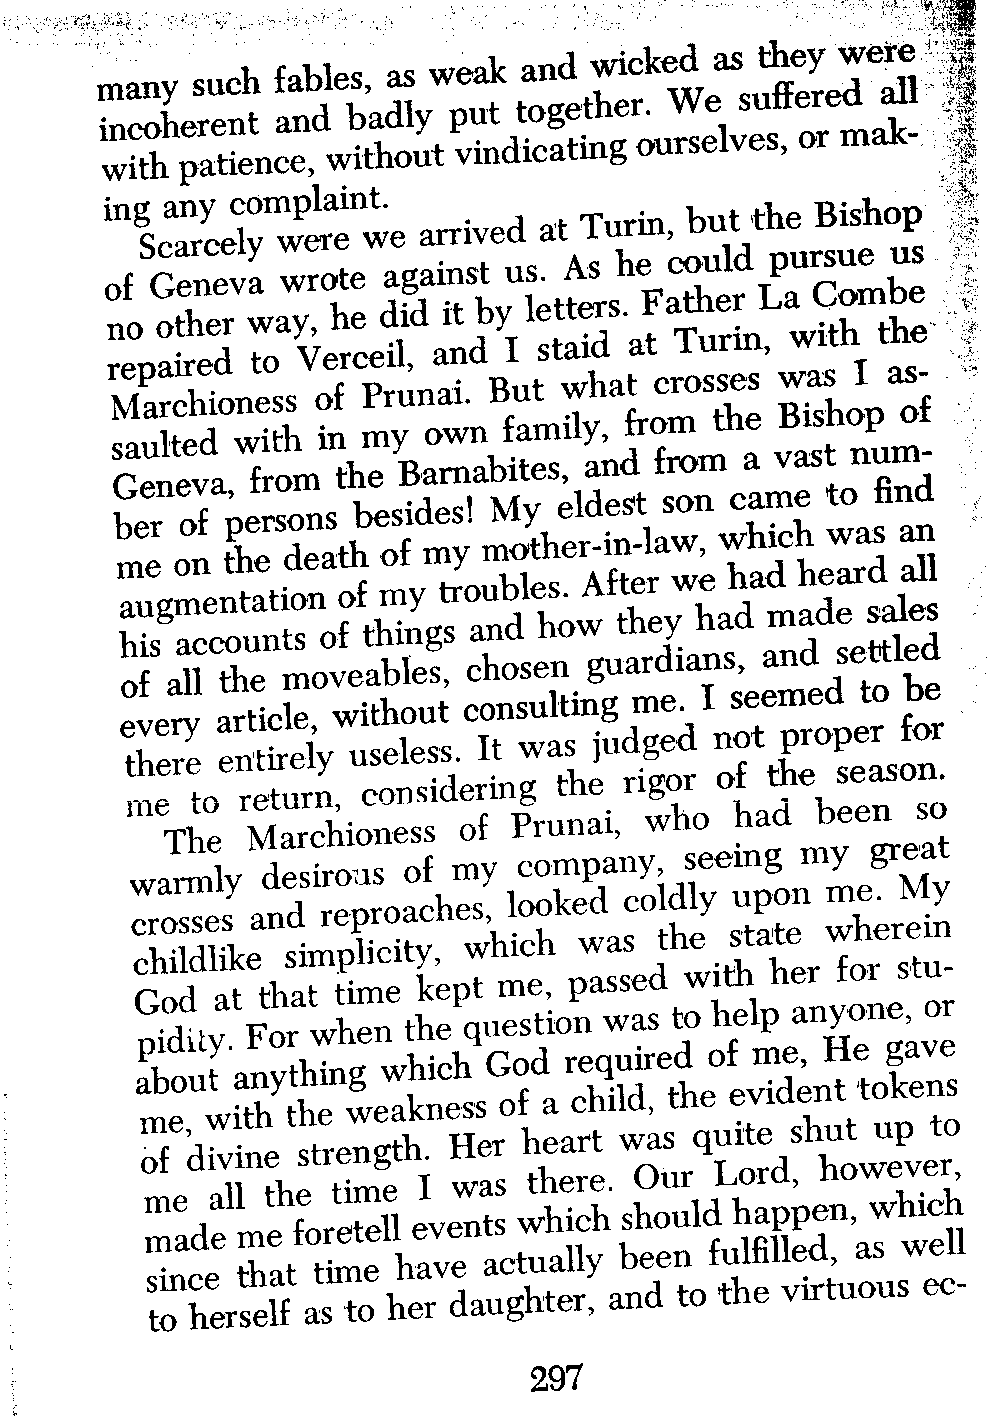 many such fables, as weak and wicked as they were
incoherent and badly put together. We suffered all
with patience, without vindicating ourselves, or mak-
ing any complaint.
Scarcely were we arrived at Turin, but the Bishop
of Geneva wrote against us. As he could pursue us
no other way, he did it by letters. Father La Combe
repaired to Verceil, and I staid at Turin, with the
Marchioness of Prunai. But what crosses was I as-
saulted with in my own family, from the Bishop of
Geneva, from the Barnabites, and from a vast num-
ber of persons besides! My eldest son came to find
me on the death of my mother-in-law, which was an
augmentation of my troubles. After we had heard all
his accounts of things and how they had made sales
of all the moveables, chosen guardians, and settled
every article, without consulting me. I seemed to be
there entirely useless. It was judged not proper for
me to return, considering the rigor of the season.
The Marchioness of Prunai, who had been so
warmly desirous of my company, seeing my great
crosses and reproaches, looked coldly upon me. My
childlike simplicity, which was the state wherein
God at that time kept me, passed with her for stu-
pidity. For when the question was to help anyone, or
about anything which God required of me, He gave
me, with the weakness of a child, the evident tokens
of divine strength. Her heart was quite shut up to
me all the time I was there. Our Lord, however,
made me foretell events which should happen, which
since that time have actually been fulfilled, as well
to herself as to her daughter, and to the virtuous ec-
297